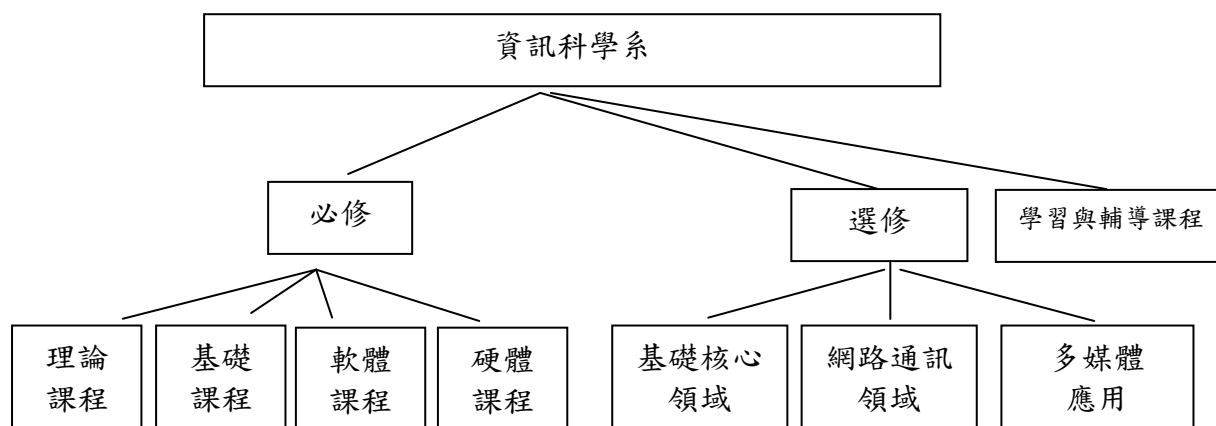 資訊科學系
必修
選修
學習與輔導課程
理論
課程
基礎
課程
軟體
課程
硬體
課程
基礎核心
領域
網路通訊
領域
多媒體
應用